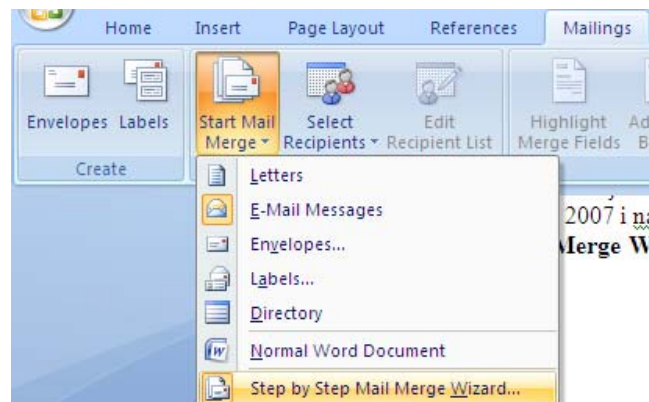 Home Insert Page Layout References Mailings
Envelopes Labels Start Mail Merge Select Recipients Edit Recipient List Highlight Merge Fields
Create
Letters
E-Mail Messages
2007 i
Envelopes...
Merge
Labels...
Directory
Normal Word Document
Step by Step Mail Merge Wizard...